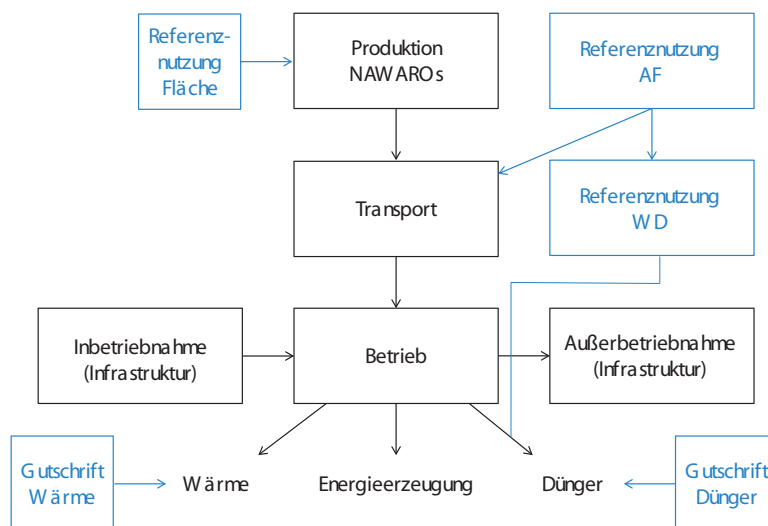 Referenz-
nutzung
Fläche
Produktion
NAWAROs
Referenznutzung
AF
Transport
Referenznutzung
WD
Inbetriebnahme
(Infrastruktur)
Betrieb
Außerbetriebnahme
(Infrastruktur)
Gutschrift
Wärme
Wärme
Energieerzeugung
Dünger
Gutschrift
Dünger